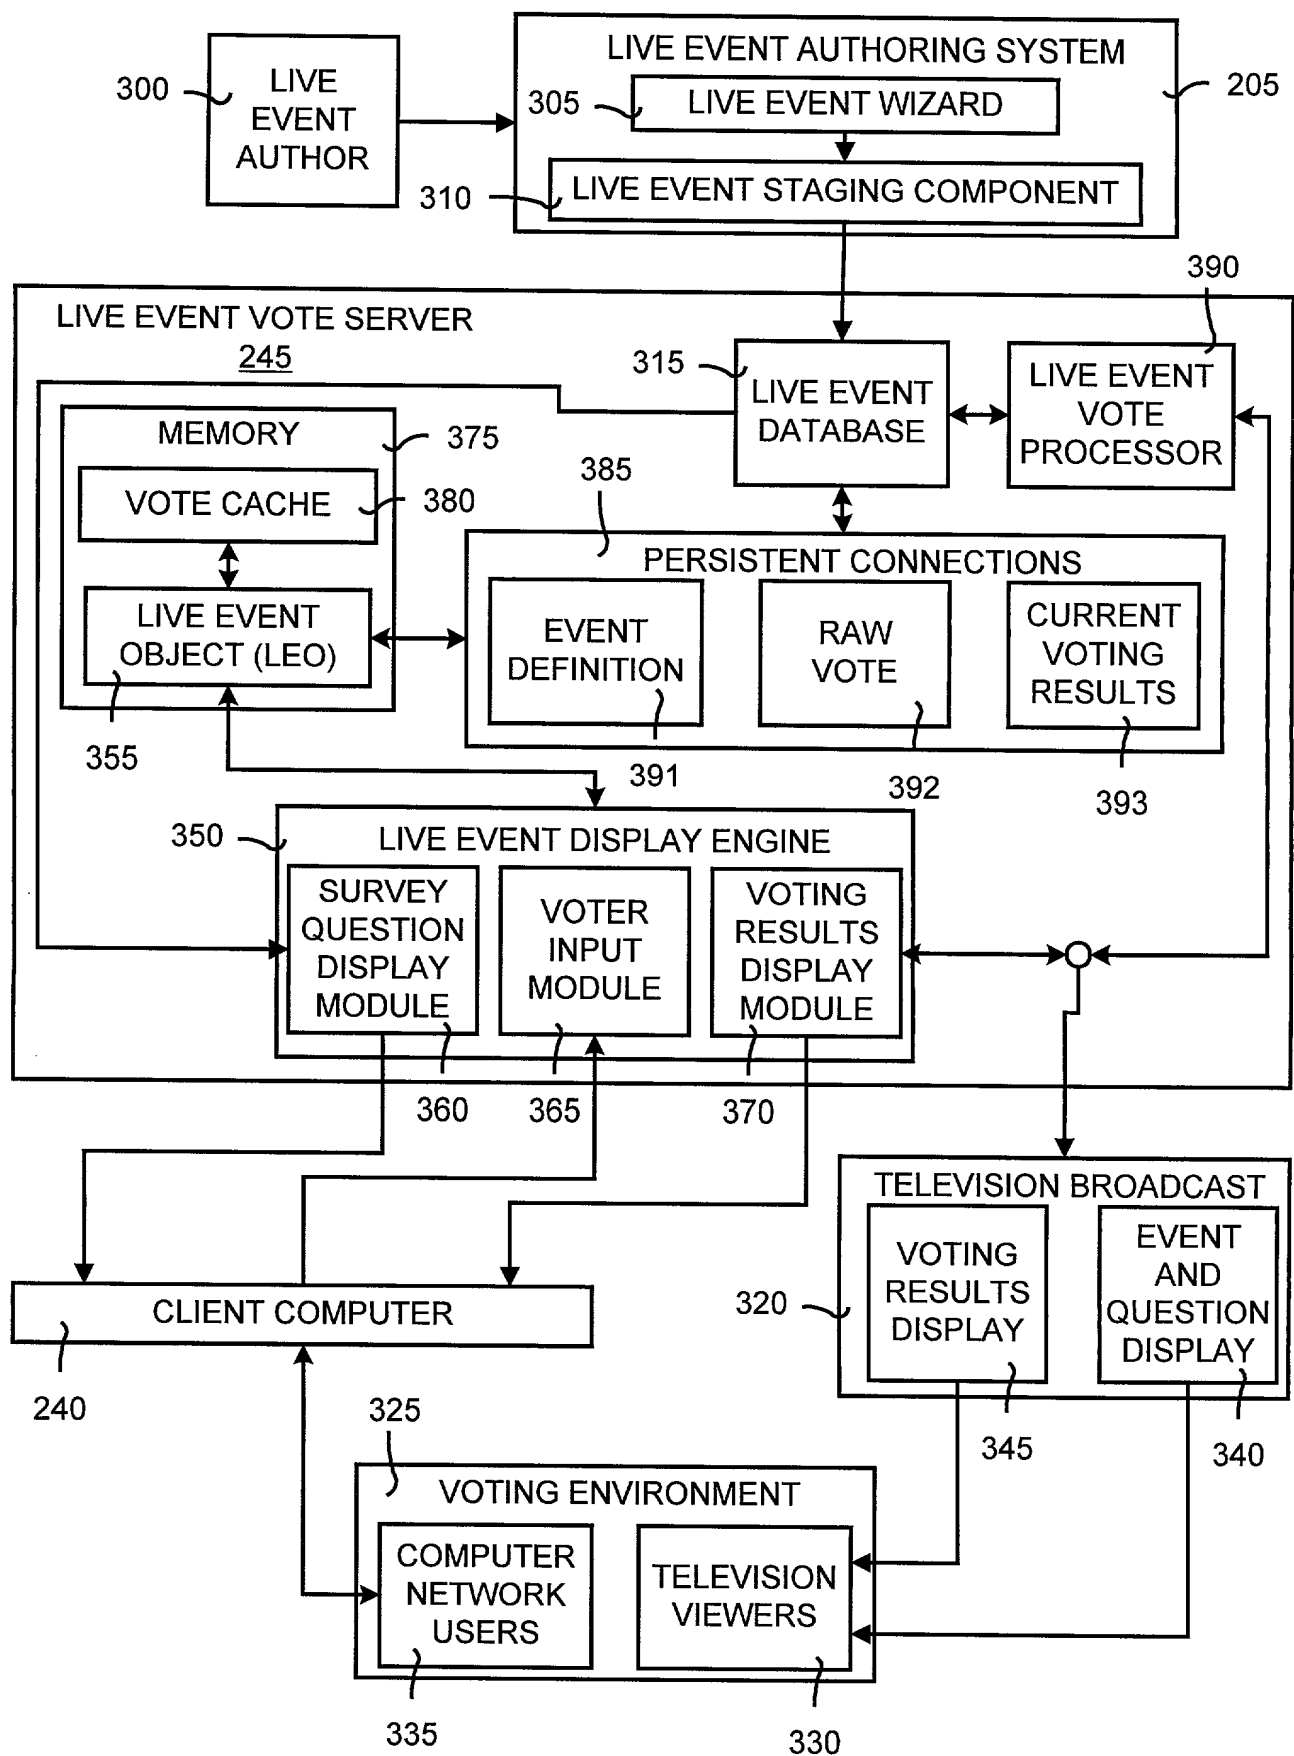 LIVE EVENT AUTHORING SYSTEM
300
LIVE
EVENT
AUTHOR
205
305
LIVE EVENT WIZARD
310
LIVE EVENT STAGING COMPONENT
390
LIVE EVENT VOTE SERVER
245
315
LIVE EVENT
DATABASE
LIVE EVENT
VOTE
PROCESSOR
MEMORY
375
VOTE CACHE
380
385
PERSISTENT CONNECTIONS
LIVE EVENT
OBJECT (LEO)
355
EVENT
DEFINITION
RAW
VOTE
CURRENT
VOTING
RESULTS
391
392
393
350
LIVE EVENT DISPLAY ENGINE
SURVEY
QUESTION
DISPLAY
MODULE
VOTER
INPUT
MODULE
VOTING
RESULTS
DISPLAY
MODULE
360
365
370
TELEVISION BROADCAST
VOTING
RESULTS
DISPLAY
EVENT
AND
QUESTION
DISPLAY
320
CLIENT COMPUTER
240
345
340
325
VOTING ENVIRONMENT
COMPUTER
NETWORK
USERS
TELEVISION
VIEWERS
335
330